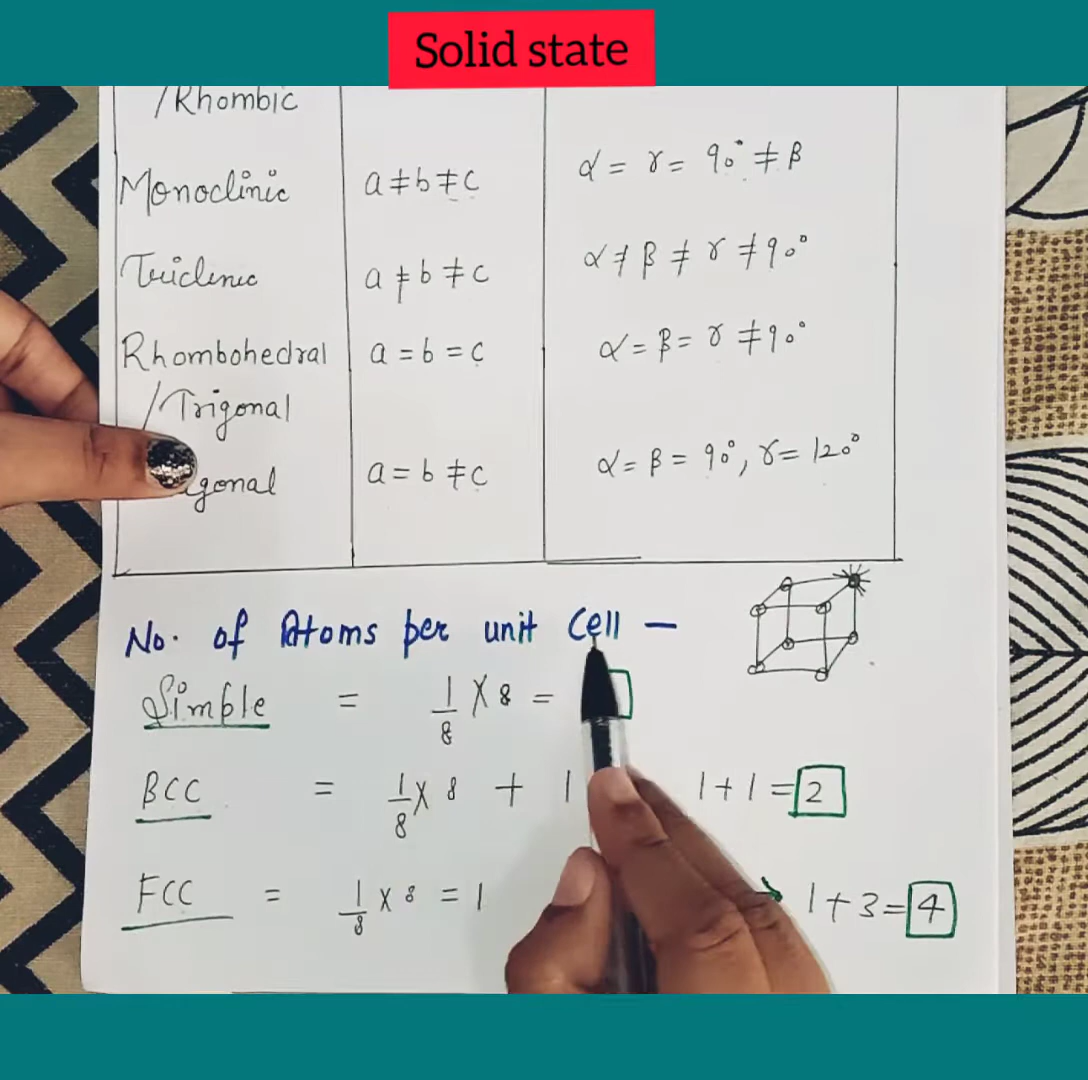 Solid state
/Rhombic
Monoclinic a ≠ b ≠ c α = γ = 90° ≠ β
Triclinic a ≠ b ≠ c α ≠ β ≠ γ ≠ 90°
Rhombohedral a = b = c α = β = γ ≠ 90°
/Trigonal
gonal a = b ≠ c α = β = 90°, γ = 120°
No. of Atoms per unit Cell –
Simple = 1/8 × 8 =
BCC = 1/8 × 8 + 1 1 + 1 = 2
FCC = 1/8 × 8 = 1 1 + 3 = 4